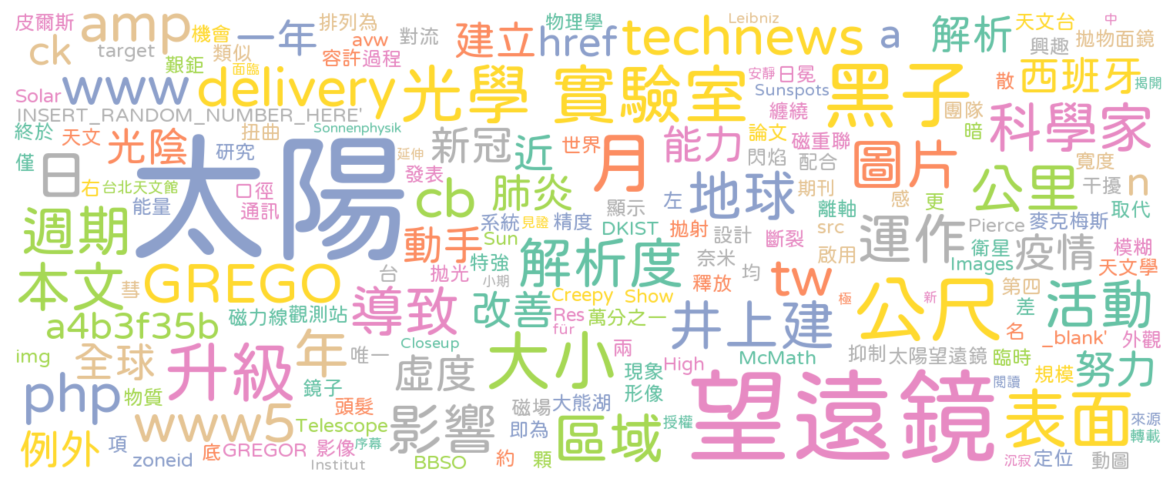 皮爾斯 amp 機會 一年 排列為 avw 對流 物理學 Leibniz 天文台 中
ck target 艱鉅 類似 容許 過程 建立 href technews a 解析 興趣 拋物面鏡
www 面臨 delivery 光學 實驗室 安靜 日冕 黑子 散 西班牙 揭開
Solar Sunspots 團隊
INSERT_RANDOM_NUMBER_HERE' 纏繞 科學家
終於 天文 光陰 扭曲 Sonnenphysik 新冠 近 世界 能力 論文 磁重聯 暗
僅 日 研究 太陽 延伸 發表 月 閃焰 配合 圖片 寬度
右 台北天文館 口徑 cb 肺炎 左 地球 期刊 感 更 公里 干擾 n
週期 能量 通訊 系統 顯示 精度 離軸 麥克梅斯 取代
動手 Sun 見證 DKIST 拋射 設計 斷裂 src 運作 Pierce 衛星 疫情 模糊
本文 GREGO 台 拋光 特強 解析度 奈米 釋放 均 tw 啟用 Images 天文學
彗 小期 Creepy Show 極 新 第四
a4b3f35b 磁力線 觀測站 導致 改善 Res 萬分之一 井上建 公尺 差 活動
img 全球 升級 年 唯一 Closeup für 兩 McMath 抑制 太陽望遠鏡 名 _blank' 外觀
php 物質 鏡子 虛度 大小 現象 High 臨時 規模 努力
www5 頭髮 形像 望遠鏡 閱讀
例外 項 Telescope 影響 磁場 大熊湖 授權 表面 來源
zoneid 底 GREGOR 影像 序幕 即為 區域 轉載
Institut BBSO 約 顆 沉寂 定位 動圖